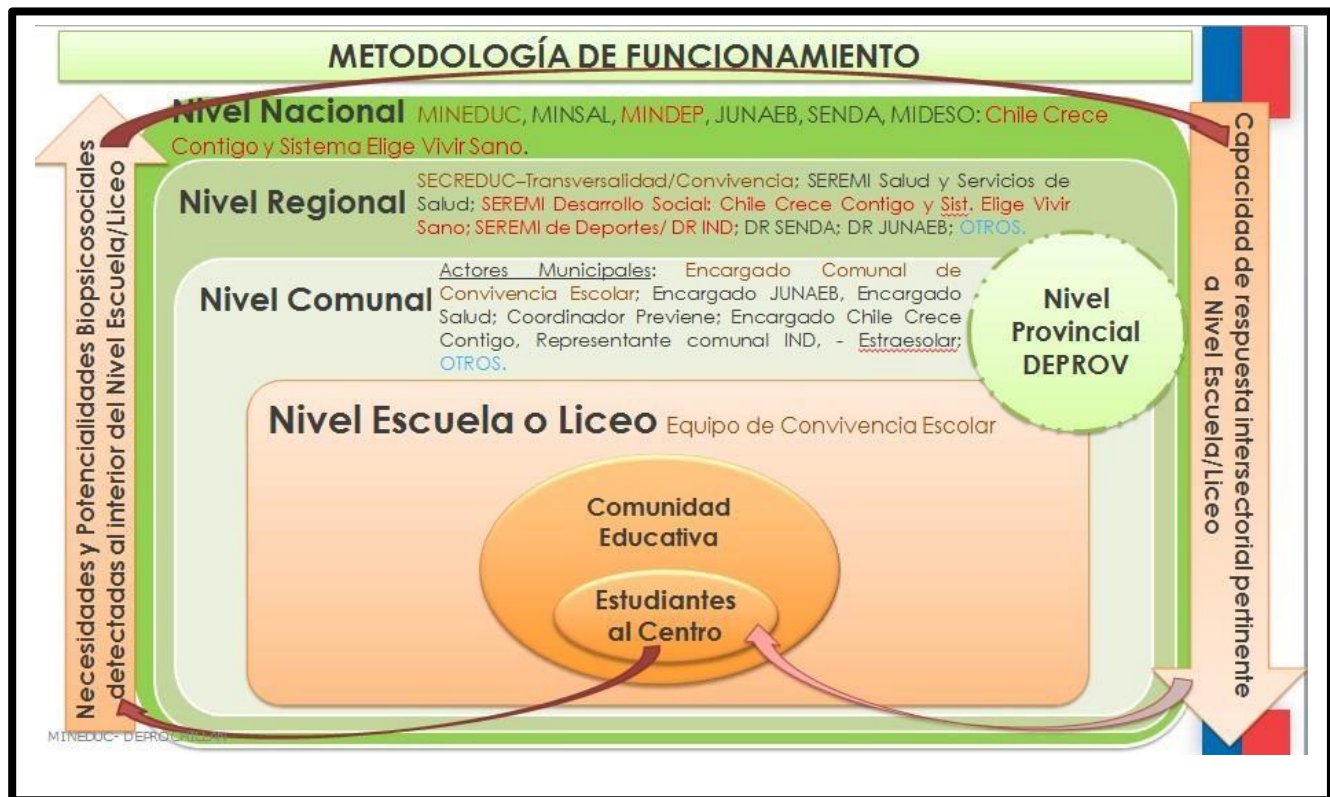 METODOLOGÍA DE FUNCIONAMIENTO
Nivel Nacional MINEDUC, MINSAL, MINDEP, JUNAEB, SENDA, MIDESO: Chile Crece
Contigo y Sistema Elige Vivir Sano.
Nivel Regional SECREDUC–Transversalidad/Convivencia; SEREMI Salud y Servicios de
Salud; SEREMI Desarrollo Social: Chile Crece Contigo y Sist. Elige Vivir
Sano; SEREMI de Deportes/ DR IND; DR SENDA; DR JUNAEB; OTROS.
Nivel Comunal Actores Municipales: Encargado Comunal de
Convivencia Escolar; Encargado JUNAEB, Encargado
Salud; Coordinador Previene; Encargado Chile Crece
Contigo, Representante comunal IND, - Estraesolar;
OTROS.
Nivel
Provincial
DEPROV
Nivel Escuela o Liceo Equipo de Convivencia Escolar
Comunidad
Educativa
Estudiantes
al Centro
Necesidades y Potencialidades Biopsicosociales
detectadas al interior del Nivel Escuela/Liceo
Capacidad de respuesta intersectorial pertinente
a Nivel Escuela/Liceo
MINEDUC- DEPRO